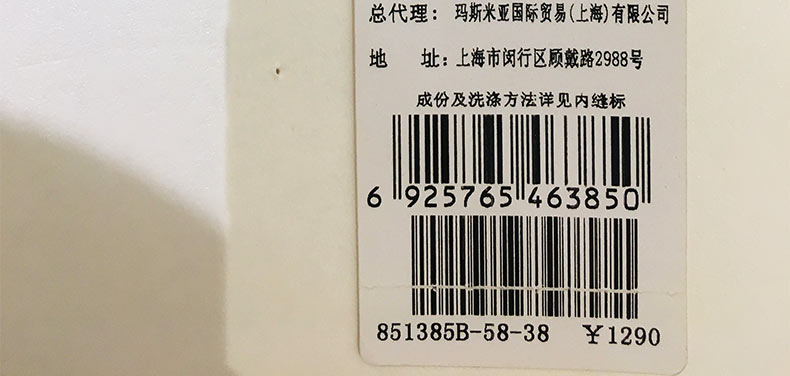 总代理： 玛斯米亚国际贸易(上海)有限公司
地 址：上海市闵行区顾戴路2988号
成份及洗涤方法详见内缝标
6 925765 463850
851385B-58-38 ￥1290